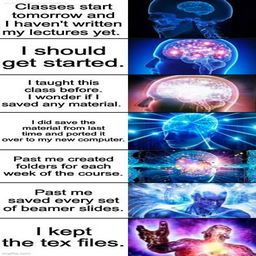 Classes start
tomorrow and
I haven't written
my lectures yet.
I should
get started.
I taught this
class before.
I wonder if I
saved any material.
I did save the
material from last
time and ported it
over to my new computer.
Past me created
folders for each
week of the course.
Past me
saved every set
of beamer slides.
I kept
the tex files.
imgflip.com